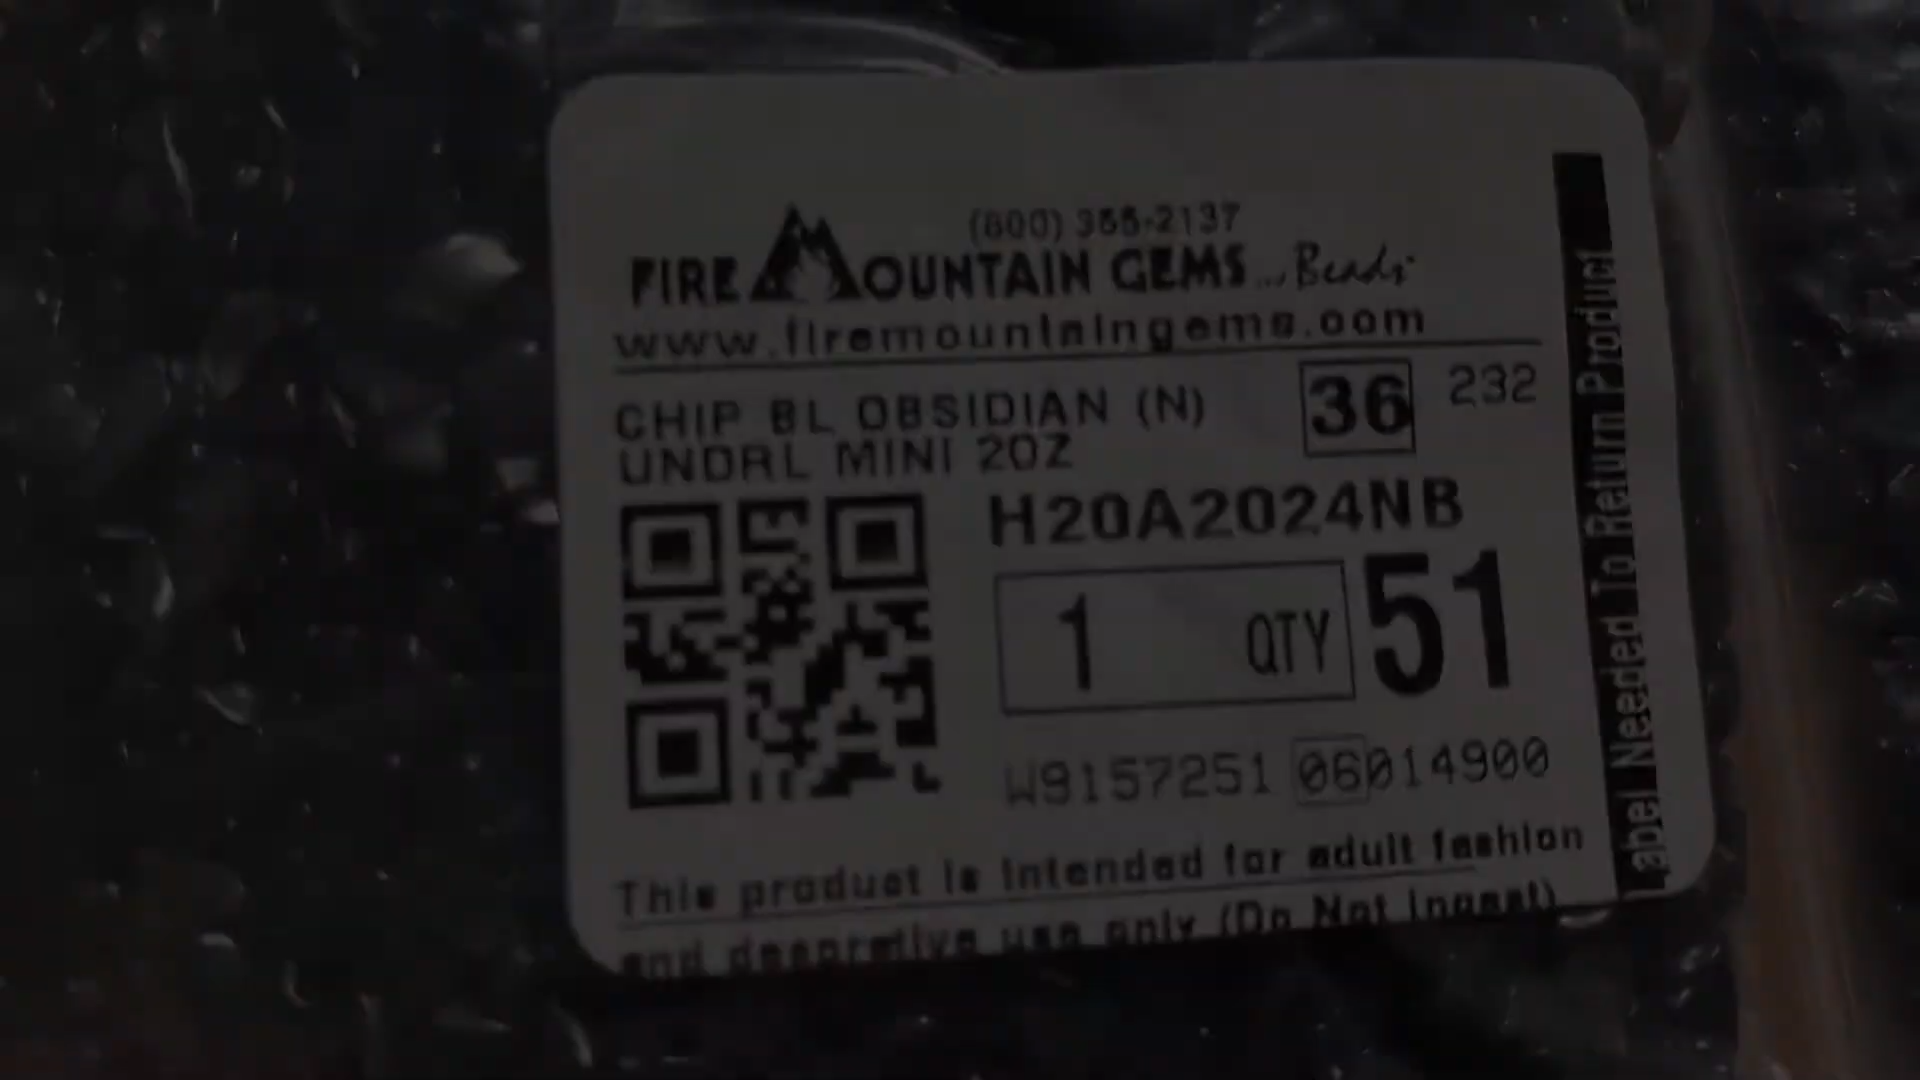 (800) 355-2137
FIRE MOUNTAIN GEMS ...Beads
www.firemountaingems.com
CHIP BL OBSIDIAN (N) 36 232
UNDRL MINI 2OZ
H20A2024NB
1 QTY 51
W9157251 06014900
This product is intended for adult fashion
and decorative use only (Do Not Ingest)
Label Needed To Return Product